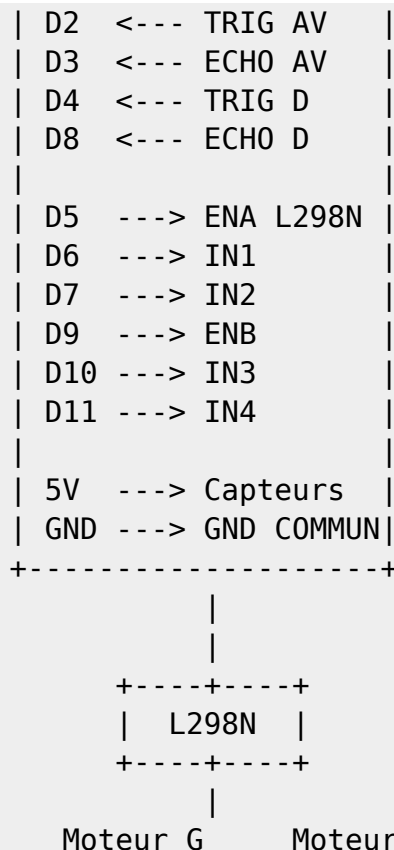 | D2  <--- TRIG AV   |
| D3  <--- ECHO AV   |
| D4  <--- TRIG D    |
| D8  <--- ECHO D    |
|                    |
| D5  ---> ENA L298N |
| D6  ---> IN1       |
| D7  ---> IN2       |
| D9  ---> ENB       |
| D10 ---> IN3       |
| D11 ---> IN4       |
|                    |
| 5V  ---> Capteurs  |
| GND ---> GND COMMUN|
+--------------------+
           |
           |
      +----+----+
      |  L298N  |
      +----+----+
           |
   Moteur G     Moteur